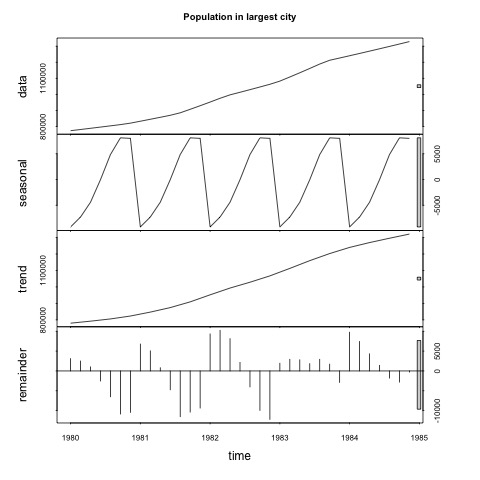 Population in largest city
data
800000
1100000
seasonal
-5000
0
5000
trend
800000
1100000
remainder
-10000
0
5000
1980
1981
1982
1983
1984
1985
time